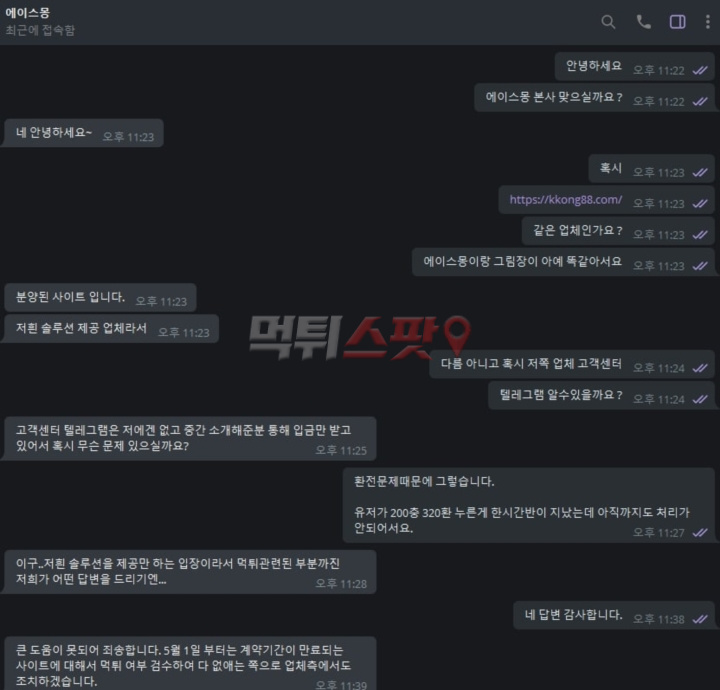 에이스몽
최근에 접속함
안녕하세요 오후 11:22
에이스몽 본사 맞으실까요 ? 오후 11:22
네 안녕하세요~ 오후 11:23
혹시 오후 11:23
https://kkong88.com/ 오후 11:23
같은 업체인가요 ? 오후 11:23
에이스몽이랑 그림장이 아예 똑같아서요 오후 11:23
분양된 사이트 입니다. 오후 11:23
저흰 솔루션 제공 업체라서 오후 11:23
먹튀스팟
다름 아니고 혹시 저쪽 업체 고객센터 오후 11:24
텔레그램 알수있을까요 ? 오후 11:24
고객센터 텔레그램은 저에겐 없고 중간 소개해준분 통해 입금만 받고
있어서 혹시 무슨 문제 있으실까요? 오후 11:25
환전문제때문에 그렇습니다.
유저가 200충 320환 누른게 한시간반이 지났는데 아직까지도 처리가
안되어서요. 오후 11:27
이구..저흰 솔루션을 제공만 하는 입장이라서 먹튀관련된 부분까진
저희가 어떤 답변을 드리기엔... 오후 11:28
네 답변 감사합니다. 오후 11:38
큰 도움이 못되어 죄송합니다. 5월 1일 부터는 계약기간이 만료되는
사이트에 대해서 먹튀 여부 검수하여 다 없애는 쪽으로 업체측에서도
조치하겠습니다. 오후 11:39